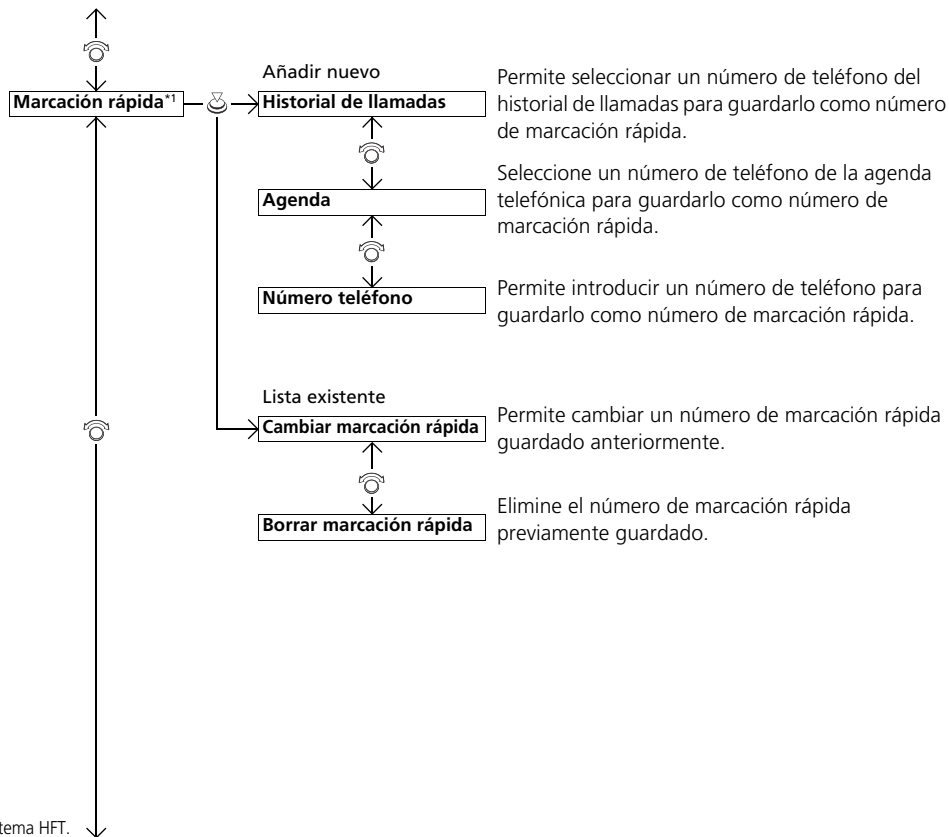 Marcación rápida*1
Añadir nuevo
Historial de llamadas
Permite seleccionar un número de teléfono del
historial de llamadas para guardarlo como número
de marcación rápida.
Agenda
Seleccione un número de teléfono de la agenda
telefónica para guardarlo como número de
marcación rápida.
Número teléfono
Permite introducir un número de teléfono para
guardarlo como número de marcación rápida.
Lista existente
Cambiar marcación rápida
Permite cambiar un número de marcación rápida
guardado anteriormente.
Borrar marcación rápida
Elimine el número de marcación rápida
previamente guardado.
tema HFT.